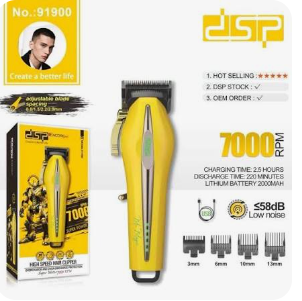 No.:91900
Create a better life
dsp
1. HOT SELLING :
2. DSP STOCK :
3. OEM ORDER :
adjustable blade
spacing
dsp
7000
HIGH SPEED HAIR CLIPPER
7000 RPM
CHARGING TIME: 2.5 HOURS
DISCHARGE TIME: 220 MINUTES
LITHIUM BATTERY 2000MAH
USB
≤58dB
Low noise
3mm 6mm 10mm 13mm